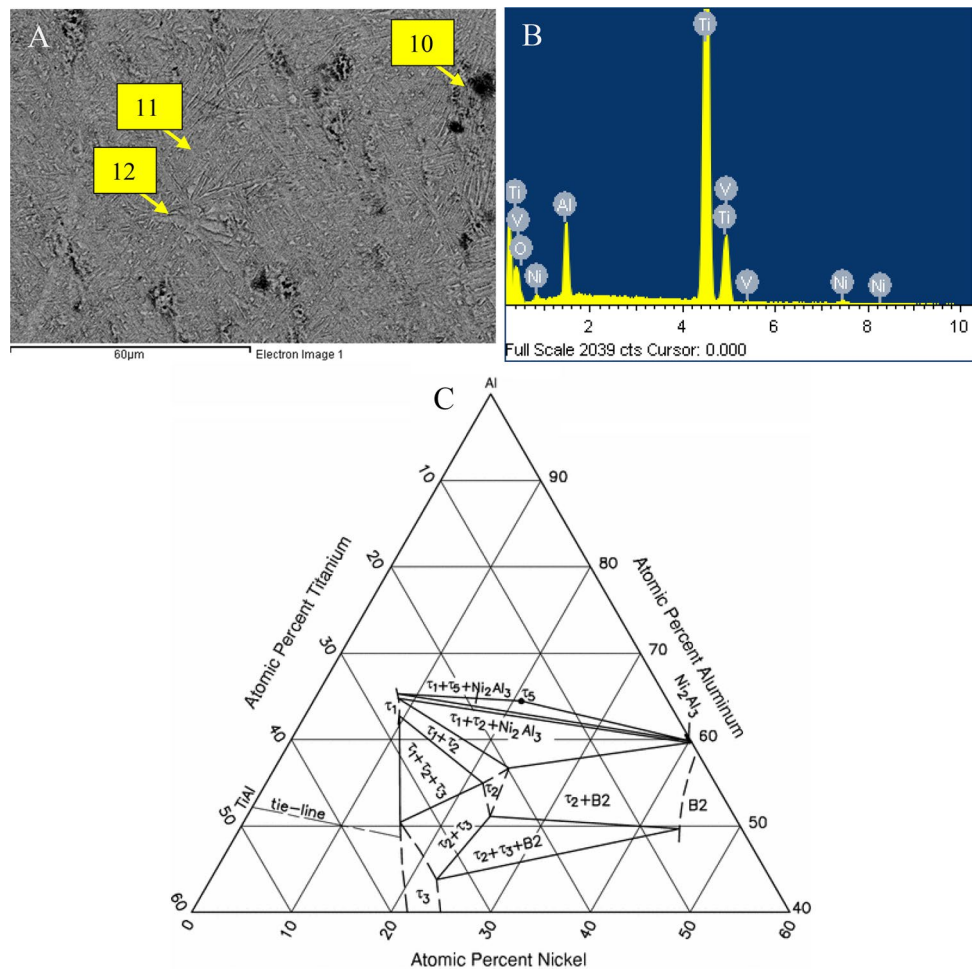 A
10
11
12
60µm Electron Image 1
B
Ti
Ti
V
O
Ni
Al
V
Ti
V
Ni
Ni
2 4 6 8 10
Full Scale 2039 cts Cursor: 0.000
C
Al
10 90
20 80
30 70
40 60
50 50
60 40
Atomic Percent Titanium
Atomic Percent Aluminum
Ni₂Al₃
τ₁+τ₅+Ni₂Al₃
τ₅
τ₁+τ₂+Ni₂Al₃
τ₁
τ₁+τ₂
τ₁+τ₂+τ₃
τ₂
τ₂+B2
B2
TiAl
tie-line
τ₂+τ₃
τ₂+τ₃+B2
τ₃
0 10 20 30 40 50 60
Atomic Percent Nickel